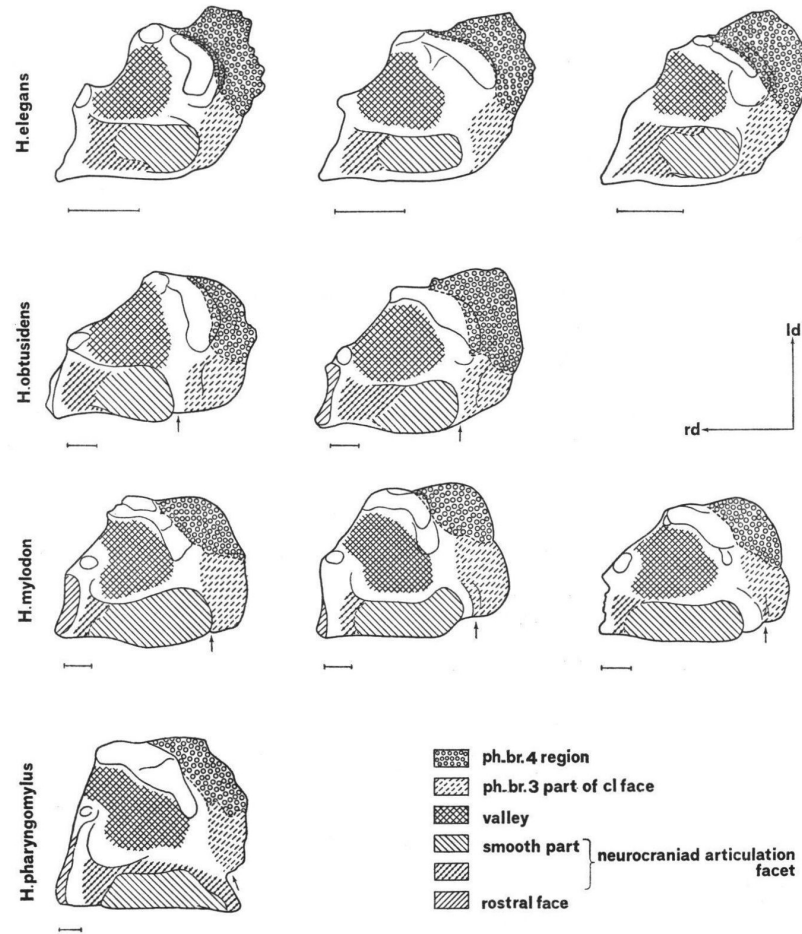 H.elegans
H.obtusidens
ld
rd
H.mylodon
H.pharyngomylus
ph.br.4 region
ph.br.3 part of cl face
valley
smooth part
neurocraniad articulation
facet
rostral face